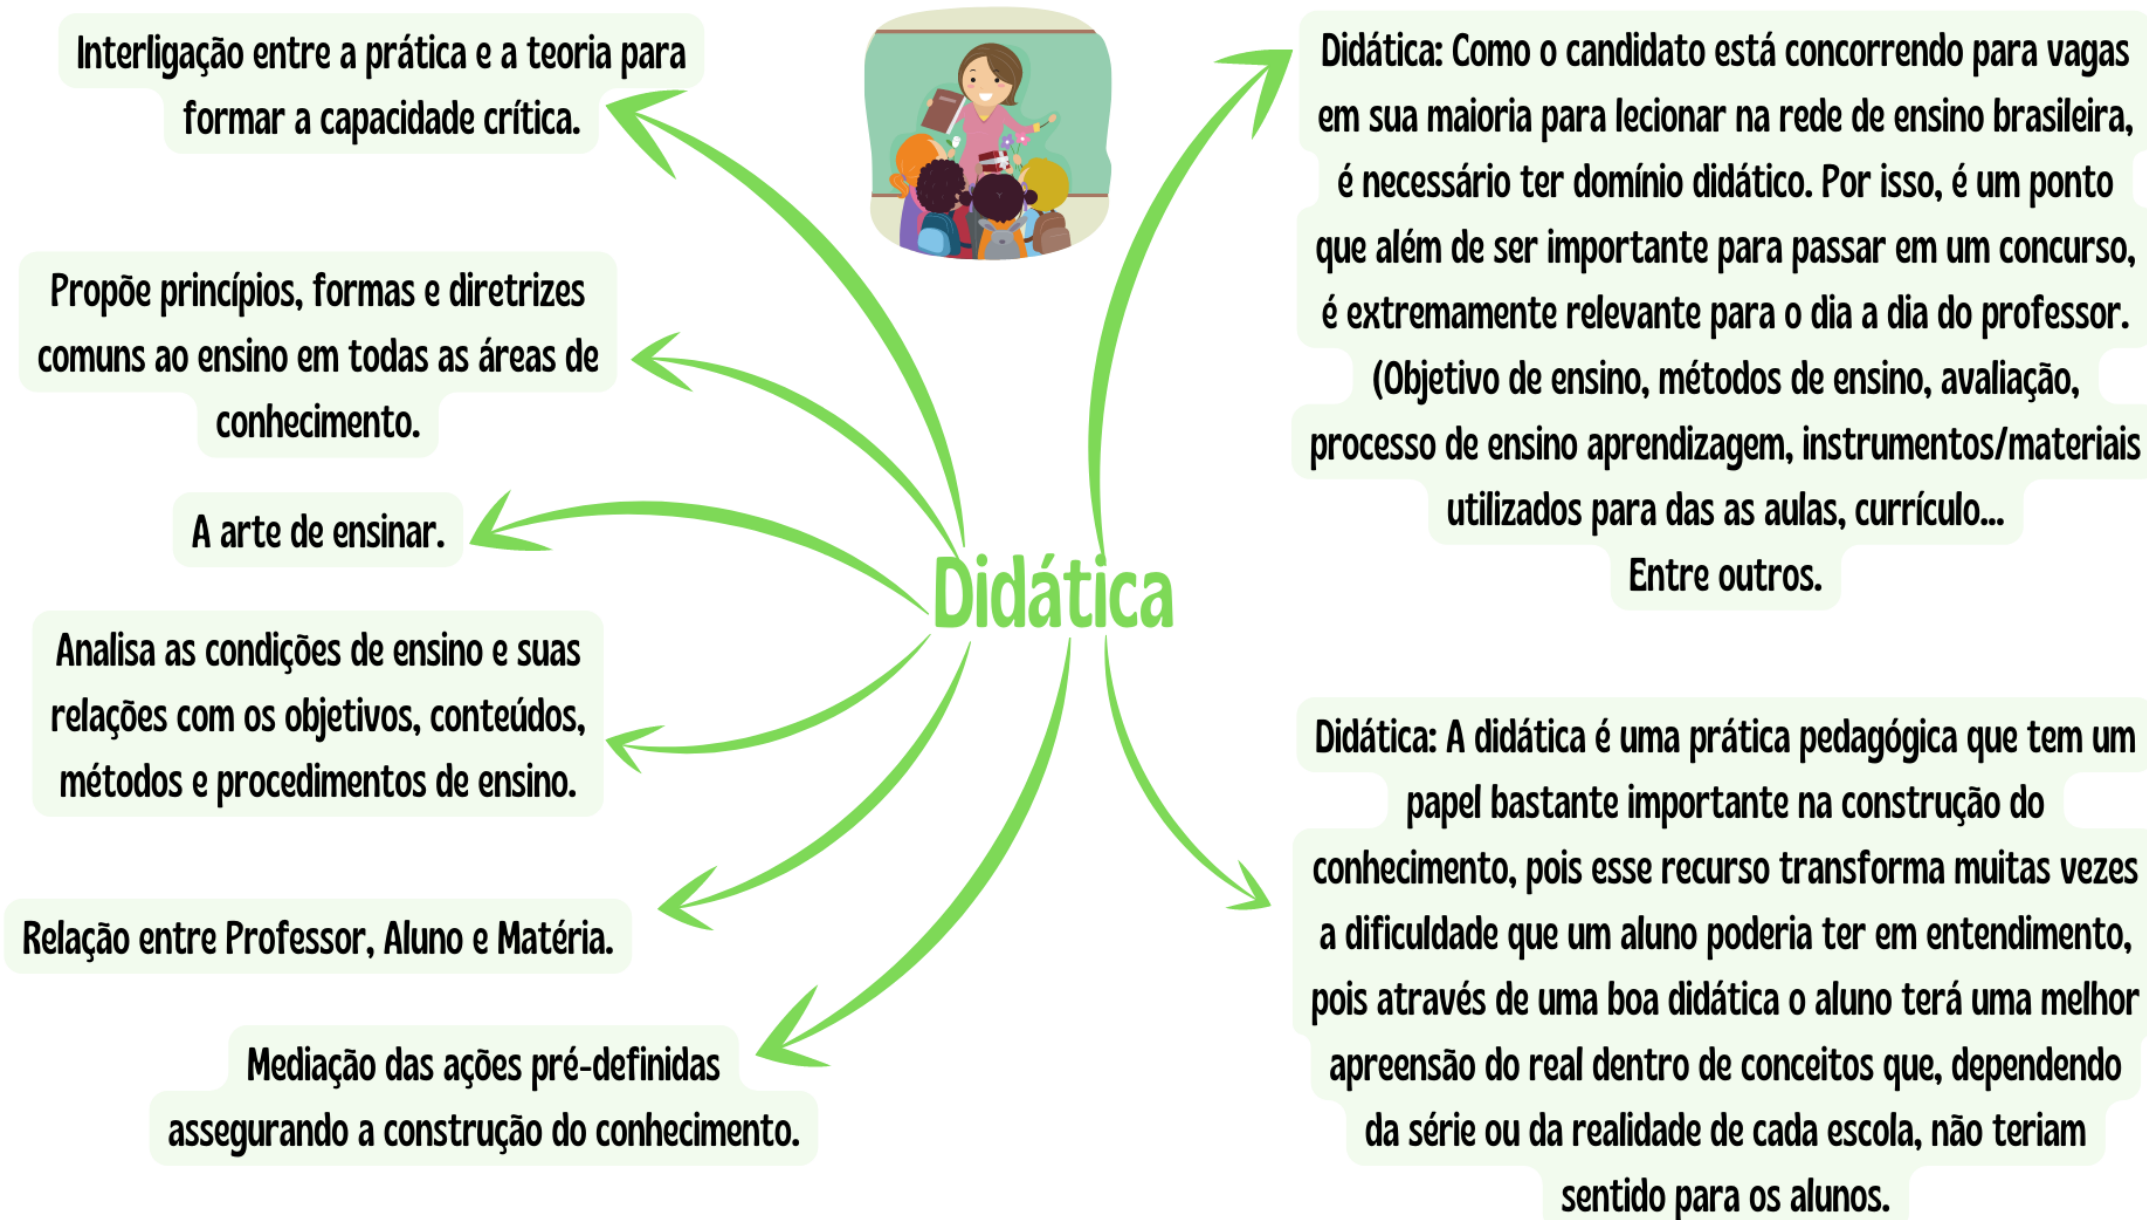 Interligação entre a prática e a teoria para
formar a capacidade crítica.
Propõe princípios, formas e diretrizes
comuns ao ensino em todas as áreas de
conhecimento.
A arte de ensinar.
Analisa as condições de ensino e suas
relações com os objetivos, conteúdos,
métodos e procedimentos de ensino.
Relação entre Professor, Aluno e Matéria.
Mediação das ações pré-definidas
assegurando a construção do conhecimento.
Didática
Didática: Como o candidato está concorrendo para vagas
em sua maioria para lecionar na rede de ensino brasileira,
é necessário ter domínio didático. Por isso, é um ponto
que além de ser importante para passar em um concurso,
é extremamente relevante para o dia a dia do professor.
(Objetivo de ensino, métodos de ensino, avaliação,
processo de ensino aprendizagem, instrumentos/materiais
utilizados para das as aulas, currículo...
Entre outros.
Didática: A didática é uma prática pedagógica que tem um
papel bastante importante na construção do
conhecimento, pois esse recurso transforma muitas vezes
a dificuldade que um aluno poderia ter em entendimento,
pois através de uma boa didática o aluno terá uma melhor
apreensão do real dentro de conceitos que, dependendo
da série ou da realidade de cada escola, não teriam
sentido para os alunos.